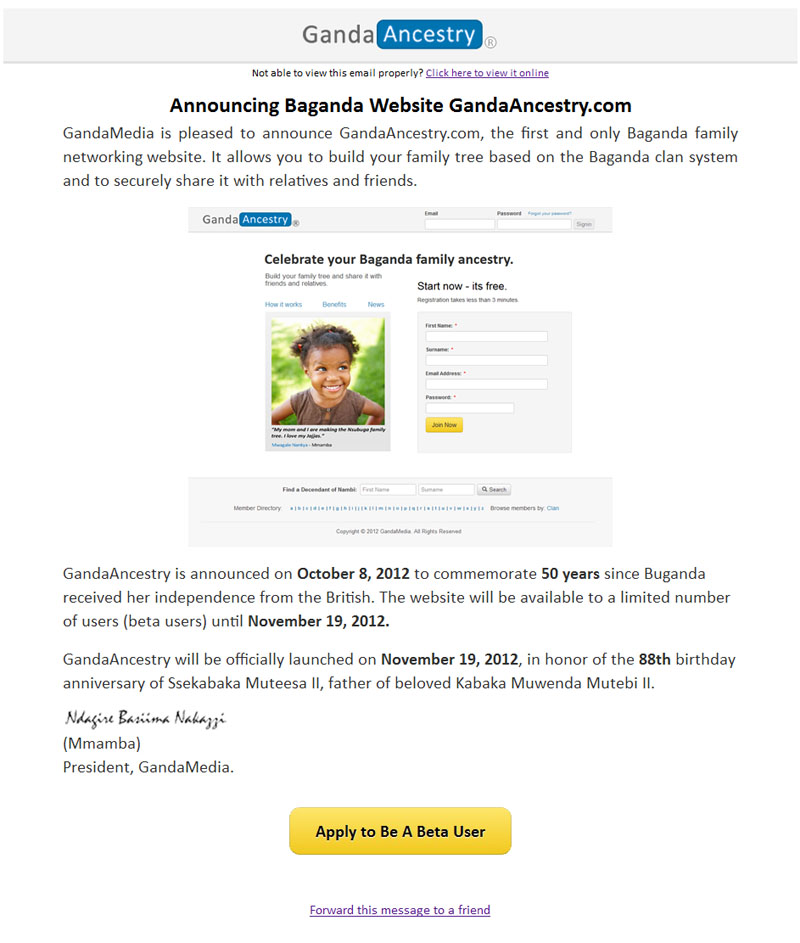 Ganda Ancestry ®
Not able to view this email properly? Click here to view it online
Announcing Baganda Website GandaAncestry.com
GandaMedia is pleased to announce GandaAncestry.com, the first and only Baganda family
networking website. It allows you to build your family tree based on the Baganda clan system
and to securely share it with relatives and friends.
Ganda Ancestry ®
Email Password Forgot your password?
Signin
Celebrate your Baganda family ancestry.
Build your family tree and share it with
friends and relatives.
How it works Benefits News
"My mom and I are making the Nsubuga family
tree. I love my Jajjas."
Mwagale Nankya - Mmamba
Start now - its free.
Registration takes less than 3 minutes.
First Name: *
Surname: *
Email Address: *
Password: *
Join Now
Find a Decendant of Nambi: First Name Surname Search
Member Directory: Browse members by: Clan
Copyright © 2012 GandaMedia. All Rights Reserved
GandaAncestry is announced on October 8, 2012 to commemorate 50 years since Buganda
received her independence from the British. The website will be available to a limited number
of users (beta users) until November 19, 2012.
GandaAncestry will be officially launched on November 19, 2012, in honor of the 88th birthday
anniversary of Ssekabaka Muteesa II, father of beloved Kabaka Muwenda Mutebi II.
Ndagire Basiima Nakazzi
(Mmamba)
President, GandaMedia.
Apply to Be A Beta User
Forward this message to a friend